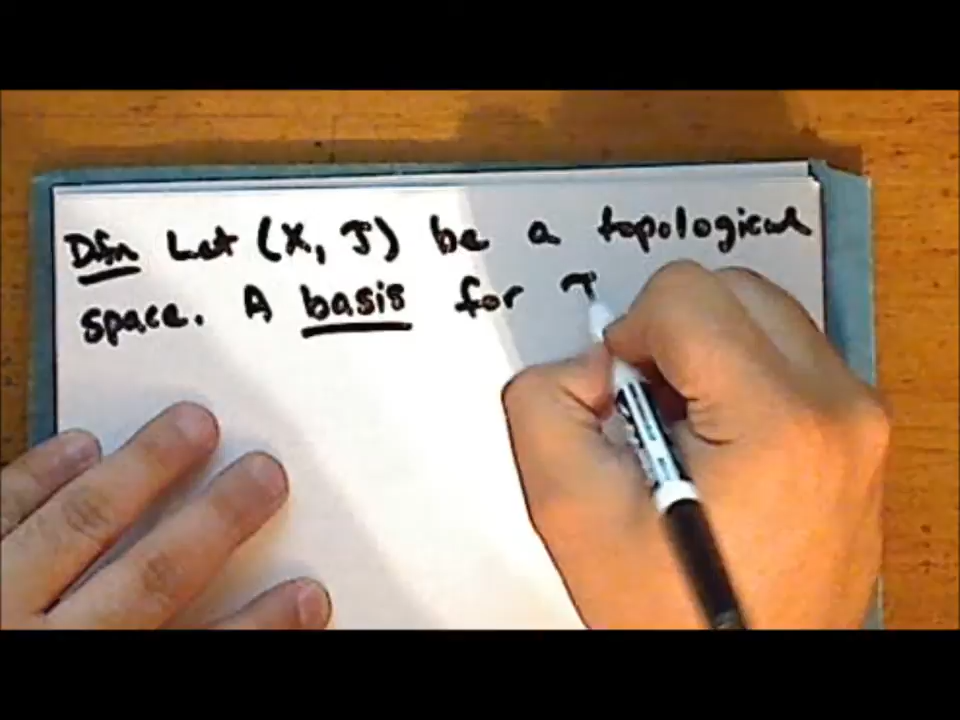 Dfn Let (X, T) be a topological
space. A basis for T